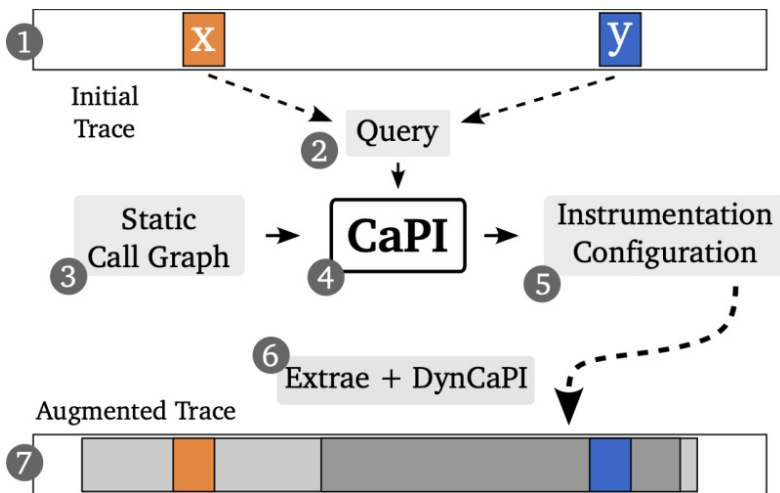 1
x
y
Initial
Trace
2
Query
Static
Call Graph
3
CaPI
4
Instrumentation
Configuration
5
6
Extrae + DynCaPI
Augmented Trace
7